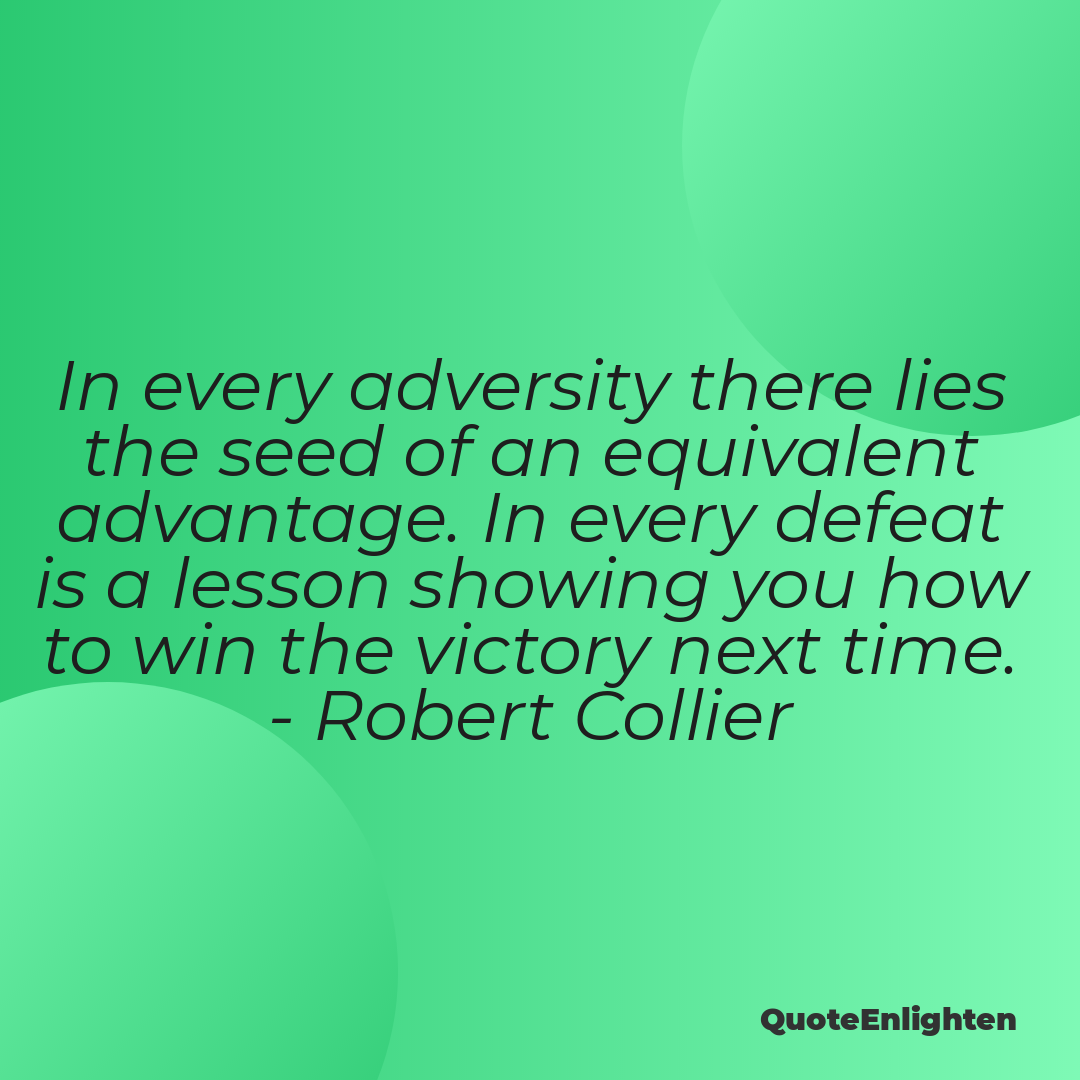 In every adversity there lies
the seed of an equivalent
advantage. In every defeat
is a lesson showing you how
to win the victory next time.
- Robert Collier
QuoteEnlighten